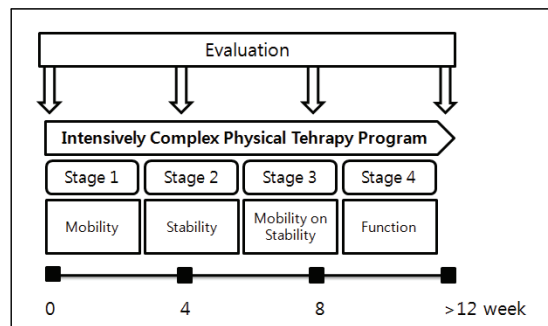 Evaluation
Intensively Complex Physical Tehrapy Program
Stage 1 Stage 2 Stage 3 Stage 4
Mobility Stability Mobility on Stability Function
0 4 8 >12 week